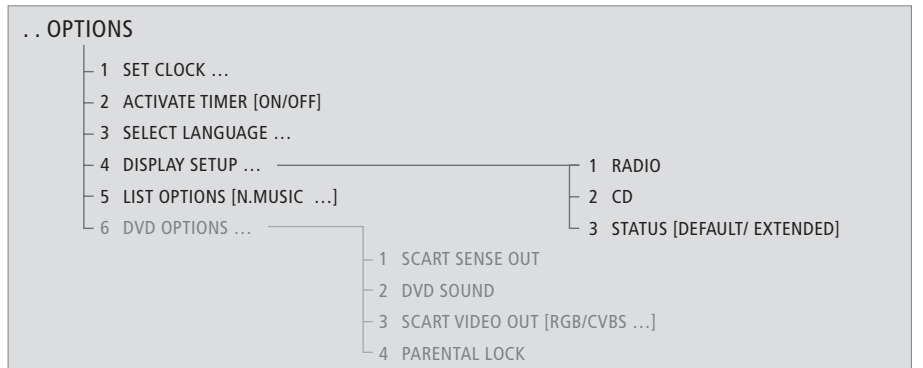 . . OPTIONS
1 SET CLOCK ...
2 ACTIVATE TIMER [ON/OFF]
3 SELECT LANGUAGE ...
4 DISPLAY SETUP ... 1 RADIO
5 LIST OPTIONS [N.MUSIC ...] 2 CD
6 DVD OPTIONS ... 3 STATUS [DEFAULT/ EXTENDED]
1 SCART SENSE OUT
2 DVD SOUND
3 SCART VIDEO OUT [RGB/CVBS ...]
4 PARENTAL LOCK